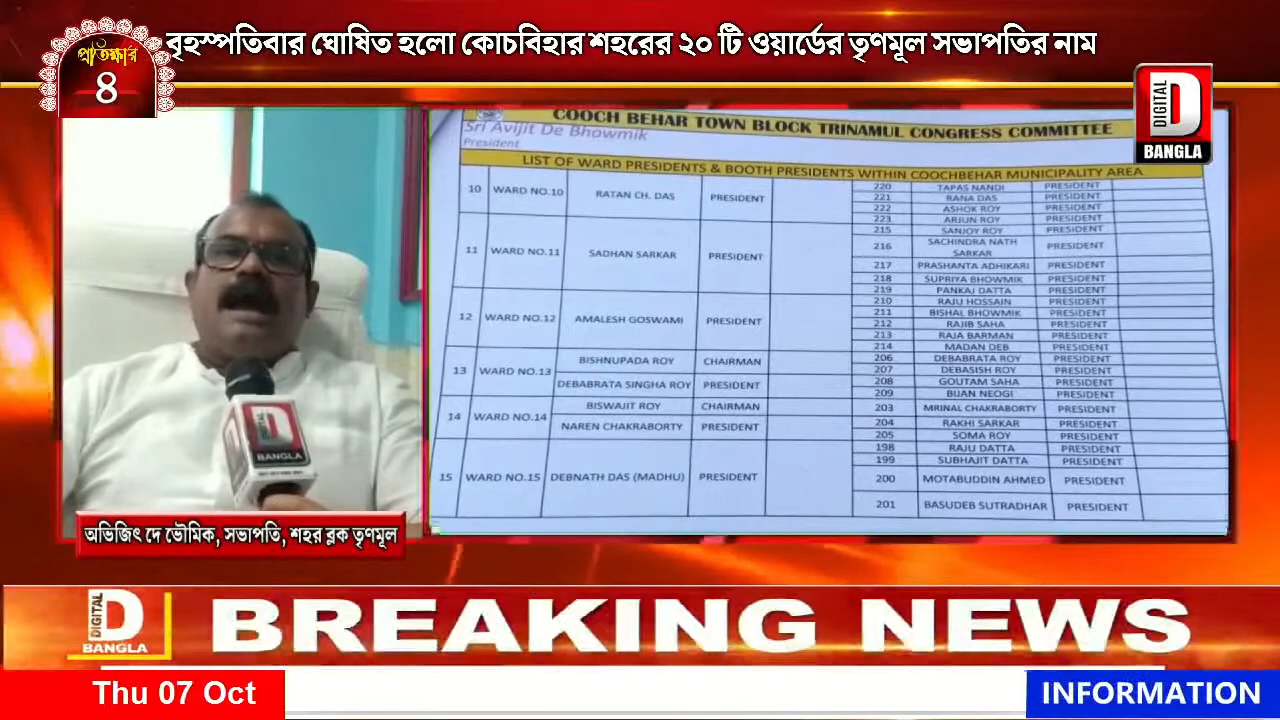 বৃহস্পতিবার ঘোষিত হলো কোচবিহার শহরের ২০ টি ওয়ার্ডের তৃণমূল সভাপতির নাম
প্রতিক্ষার
8
DIGITAL D
BANGLA
COOCH BEHAR TOWN BLOCK TRINAMUL CONGRESS COMMITTEE
Sri Avijit De Bhowmik
President
LIST OF WARD PRESIDENTS & BOOTH PRESIDENTS WITHIN COOCHBEHAR MUNICIPALITY AREA
10 WARD NO.10 RATAN CH. DAS PRESIDENT
220 TAPAS NANDI PRESIDENT
221 RANA DAS PRESIDENT
222 ASHOK ROY PRESIDENT
223 ARJUN ROY PRESIDENT
11 WARD NO.11 SADHAN SARKAR PRESIDENT
215 SANJOY ROY PRESIDENT
216 SACHINDRA NATH SARKAR PRESIDENT
217 PRASHANTA ADHIKARI PRESIDENT
218 SUPRIYA BHOWMIK PRESIDENT
219 PANKAJ DATTA PRESIDENT
12 WARD NO.12 AMALESH GOSWAMI PRESIDENT
210 RAJU HOSSAIN PRESIDENT
211 BISHAL BHOWMIK PRESIDENT
212 RAJIB SAHA PRESIDENT
213 RAJA BARMAN PRESIDENT
214 MADAN DEB PRESIDENT
13 WARD NO.13 BISHNUPADA ROY CHAIRMAN
DEBABRATA SINGHA ROY PRESIDENT
206 DEBABRATA ROY PRESIDENT
207 DEBASISH ROY PRESIDENT
208 GOUTAM SAHA PRESIDENT
209 BIJAN NEOGI PRESIDENT
14 WARD NO.14 BISWAJIT ROY CHAIRMAN
NAREN CHAKRABORTY PRESIDENT
203 MRINAL CHAKRABORTY PRESIDENT
204 RAKHI SARKAR PRESIDENT
205 SOMA ROY PRESIDENT
15 WARD NO.15 DEBNATH DAS (MADHU) PRESIDENT
198 RAJU DATTA PRESIDENT
199 SUBHAJIT DATTA PRESIDENT
200 MOTABUDDIN AHMED PRESIDENT
201 BASUDEB SUTRADHAR PRESIDENT
DIGITAL D
BANGLA
অভিজিৎ দে ভৌমিক, সভাপতি, শহর ব্লক তৃণমূল
DIGITAL D
BANGLA
BREAKING NEWS
Thu 07 Oct
INFORMATION